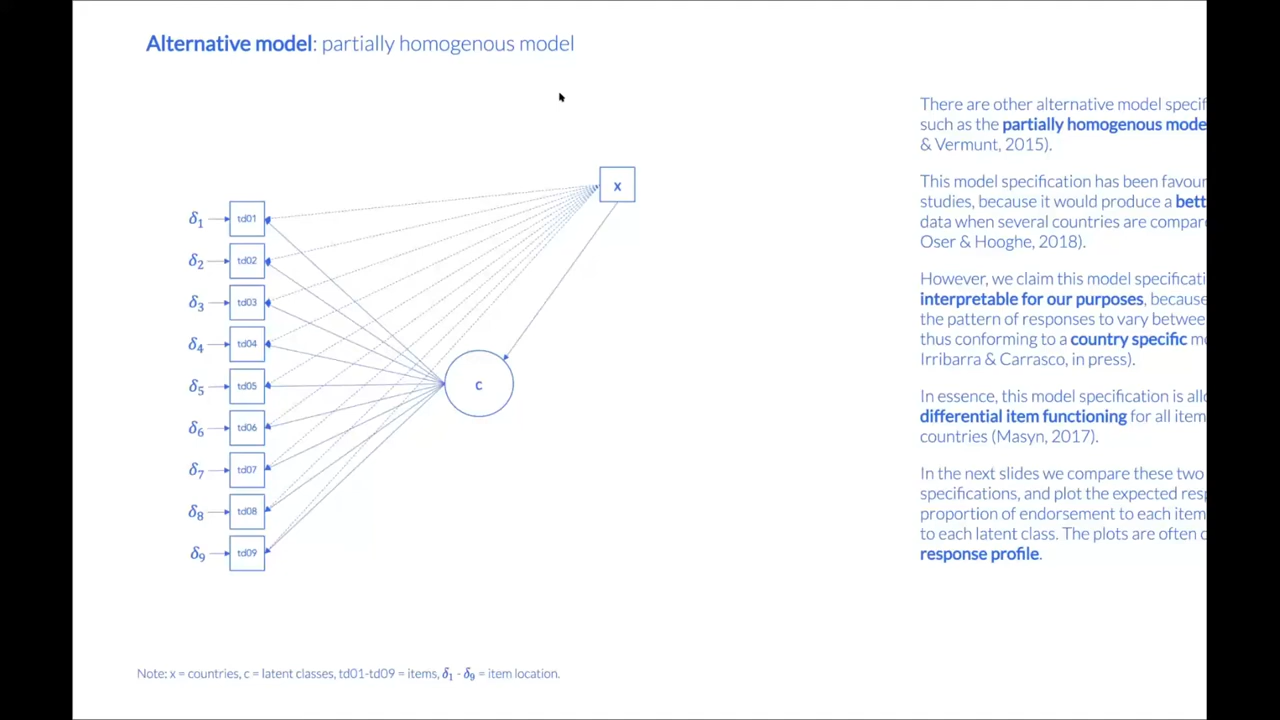 Alternative model: partially homogenous model
There are other alternative model specif
such as the partially homogenous mode
& Vermunt, 2015).
This model specification has been favour
studies, because it would produce a bett
data when several countries are compar
Oser & Hooghe, 2018).
However, we claim this model specificati
interpretable for our purposes, because
the pattern of responses to vary betwee
thus conforming to a country specific m
Irribarra & Carrasco, in press).
In essence, this model specification is all
differential item functioning for all item
countries (Masyn, 2017).
In the next slides we compare these two
specifications, and plot the expected res
proportion of endorsement to each item
to each latent class. The plots are often
response profile.
x
δ1 td01
δ2 td02
δ3 td03
δ4 td04
δ5 td05
δ6 td06
δ7 td07
δ8 td08
δ9 td09
c
Note: x = countries, c = latent classes, td01-td09 = items, δ1 - δ9 = item location.